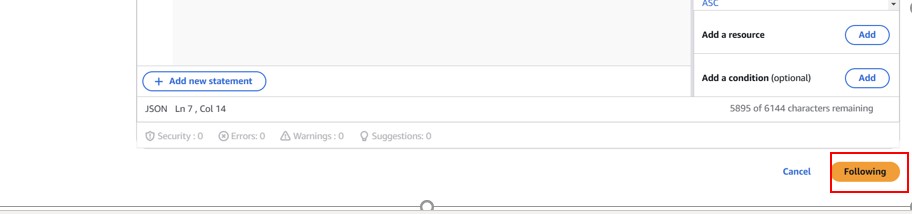 ASC
Add a resource Add
+ Add new statement
Add a condition (optional) Add
JSON Ln 7 , Col 14 5895 of 6144 characters remaining
Security : 0 Errors: 0 Warnings : 0 Suggestions: 0
Cancel Following